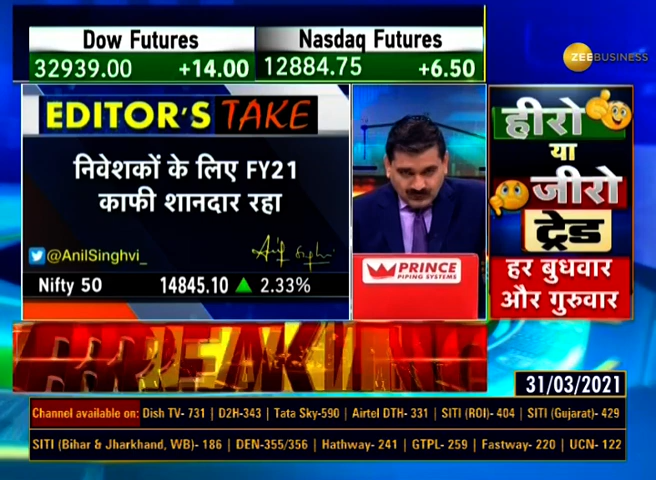 Dow Futures
32939.00 +14.00
Nasdaq Futures
12884.75 +6.50
ZEE BUSINESS
EDITOR'S TAKE
निवेशकों के लिए FY21
काफी शानदार रहा
@AnilSinghvi_
Nifty 50 14845.10 ▲ 2.33%
PRINCE
PIPING SYSTEMS
हीरो
या
जीरो
ट्रेड
हर बुधवार
और गुरुवार
BREAKING
31/03/2021
Channel available on: Dish TV- 731 | D2H-343 | Tata Sky-590 | Airtel DTH- 331 | SITI (ROI)- 404 | SITI (Gujarat)- 429
SITI (Bihar & Jharkhand, WB)- 186 | DEN-355/356 | Hathway- 241 | GTPL- 259 | Fastway- 220 | UCN- 122